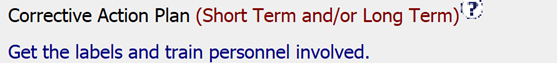 Corrective Action Plan (Short Term and/or Long Term) ?
Get the labels and train personnel involved.